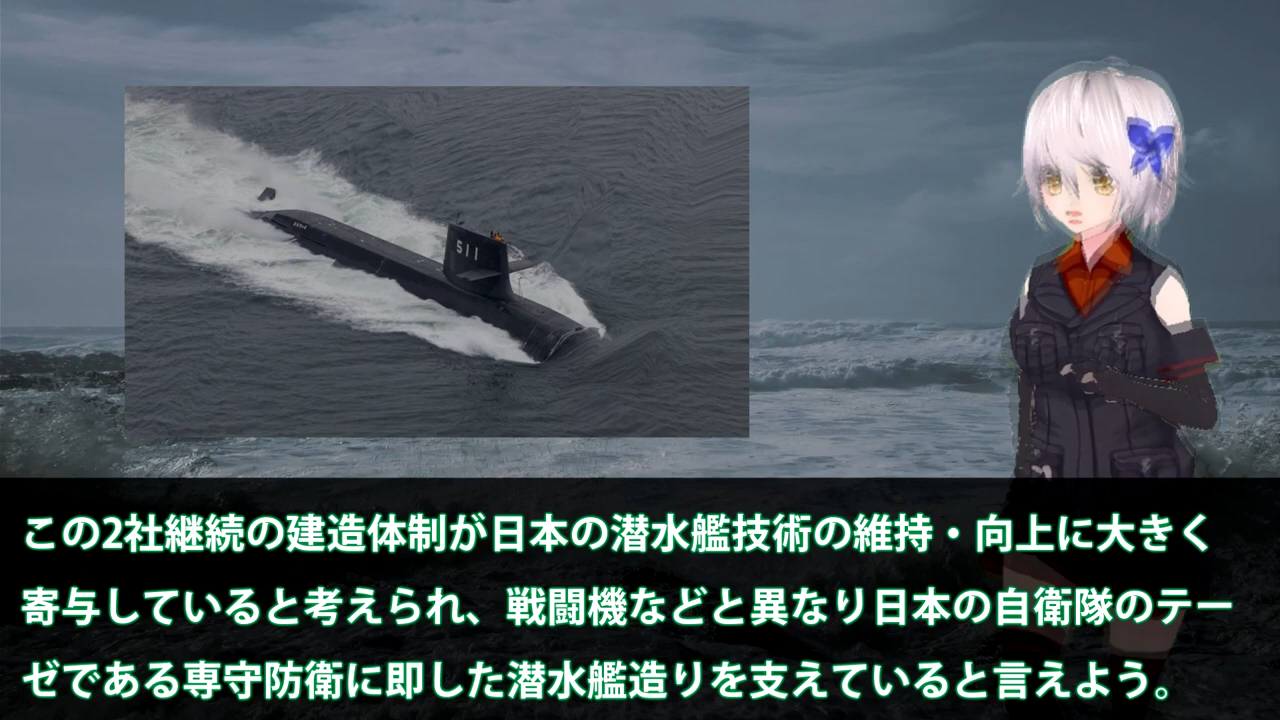 511
この2社継続の建造体制が日本の潜水艦技術の維持・向上に大きく
寄与していると考えられ、戦闘機などと異なり日本の自衛隊のテー
ゼである専守防衛に即した潜水艦造りを支えていると言えよう。